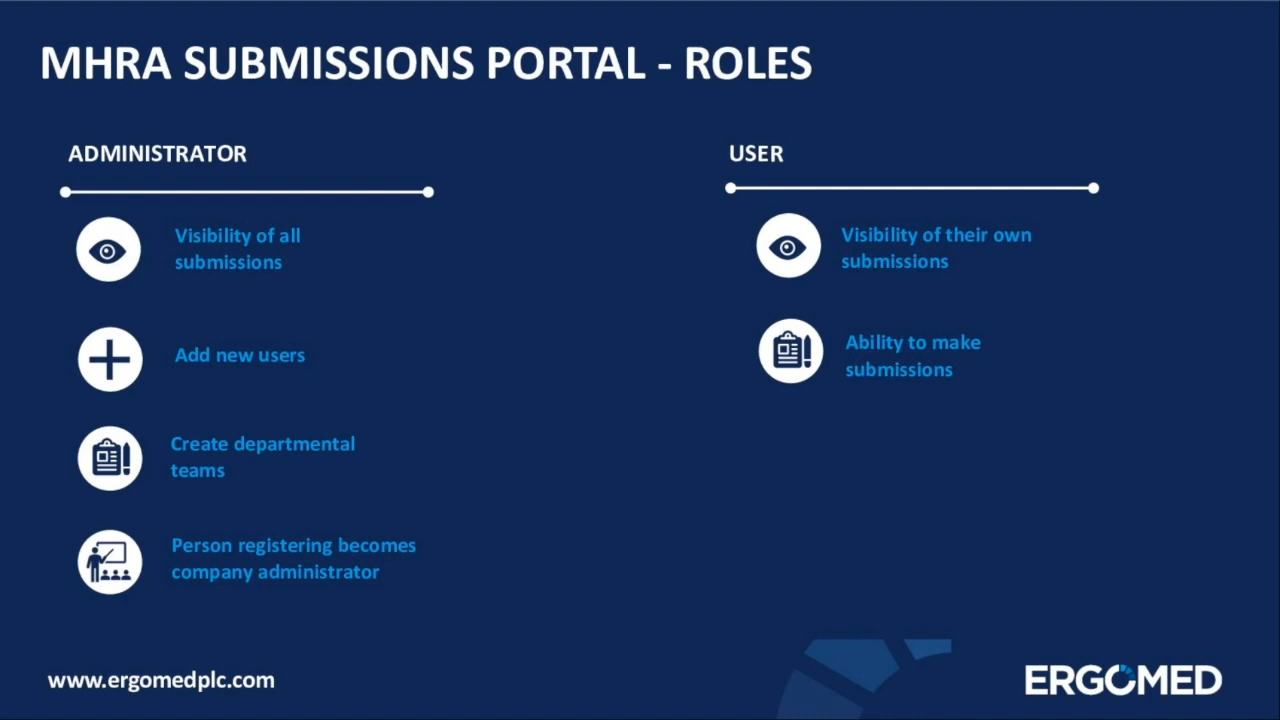 MHRA SUBMISSIONS PORTAL - ROLES
ADMINISTRATOR
Visibility of all
submissions
Add new users
Create departmental
teams
Person registering becomes
company administrator
USER
Visibility of their own
submissions
Ability to make
submissions
www.ergomedplc.com
ERGOMED